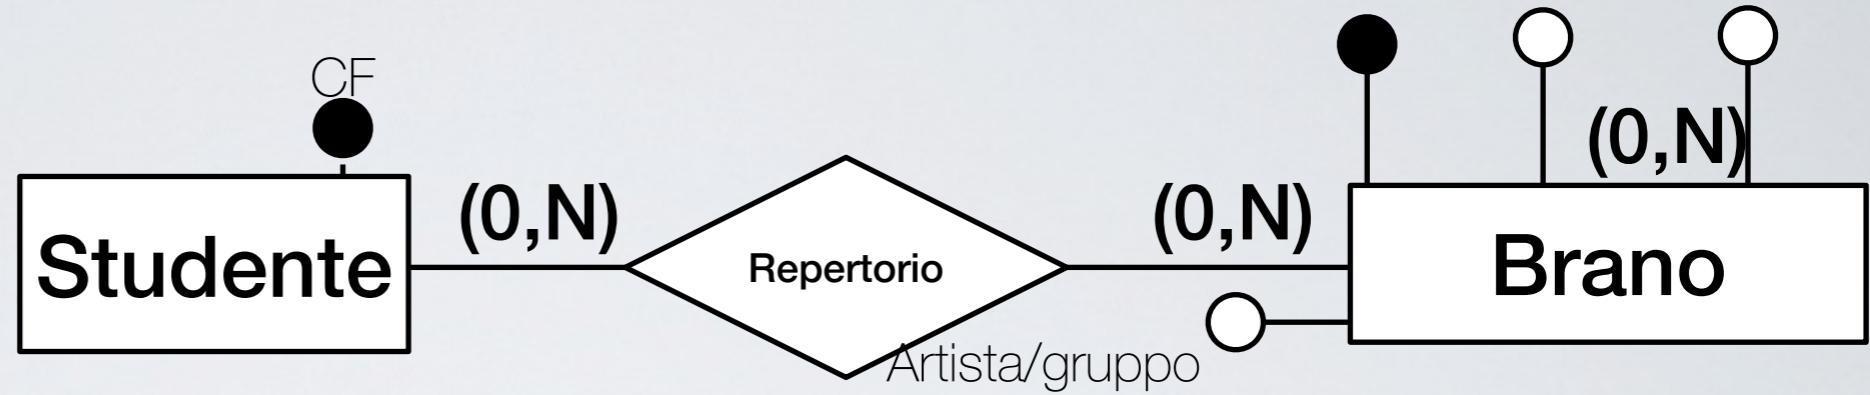 CF
(0,N)
Studente
(0,N)
Repertorio
(0,N)
Brano
Artista/gruppo